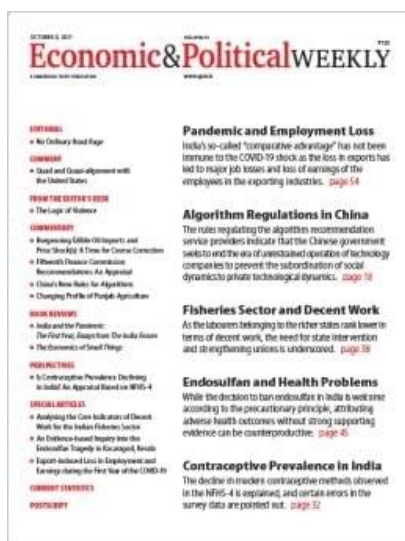 OCTOBER 2, 2021
Economic&PoliticalWEEKLY
EDITORIAL
No Ordinary Road Rage
COMMENT
Quad and Quasi-alignment with
the United States
FROM THE EDITOR'S DESK
The Logic of Violence
COMMENTARY
Burgeoning Edible Oil Imports and
Price Shock(s): A Time for Course Correction
Fifteenth Finance Commission
Recommendations: An Appraisal
China's New Rules for Algorithms
Changing Profile of Punjab Agriculture
BOOK REVIEWS
India and the Pandemic:
The First Year, Essays from The India Forum
The Economics of Small Things
PERSPECTIVES
Is Contraceptive Prevalence Declining
in India? An Appraisal Based on NFHS-4
SPECIAL ARTICLES
Analysing the Core Indicators of Decent
Work for the Indian Fisheries Sector
An Evidence-based Inquiry into the
Endosulfan Tragedy in Kasaragod, Kerala
Export-induced Loss in Employment and
Earnings during the First Year of the COVID-19
CURRENT STATISTICS
POSTSCRIPT
Pandemic and Employment Loss
India's so-called "comparative advantage" has not been
immune to the COVID-19 shock as the loss in exports has
led to major job losses and loss of earnings of the
employees in the exporting industries. page 54
Algorithm Regulations in China
The rules regulating the algorithm recommendation
service providers indicate that the Chinese government
seeks to end the era of unrestrained operation of technology
companies to prevent the subordination of social
dynamics to private technological dynamics. page 18
Fisheries Sector and Decent Work
As the labourers belonging to the richer states rank lower in
terms of decent work, the need for state intervention
and strengthening unions is underscored. page 38
Endosulfan and Health Problems
While the decision to ban endosulfan in India is welcome
according to the precautionary principle, attributing
adverse health outcomes without strong supporting
evidence can be counterproductive. page 45
Contraceptive Prevalence in India
The decline in modern contraceptive methods observed
in the NFHS-4 is explained, and certain errors in the
survey data are pointed out. page 32